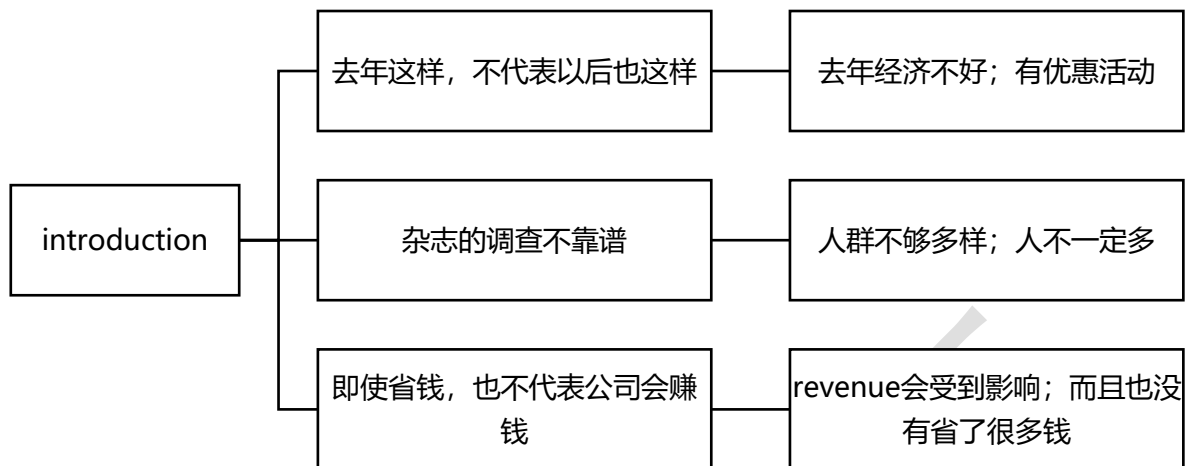 去年这样，不代表以后也这样
去年经济不好；有优惠活动
introduction
杂志的调查不靠谱
人群不够多样；人不一定多
即使省钱，也不代表公司会赚
钱
revenue会受到影响；而且也没
有省了很多钱